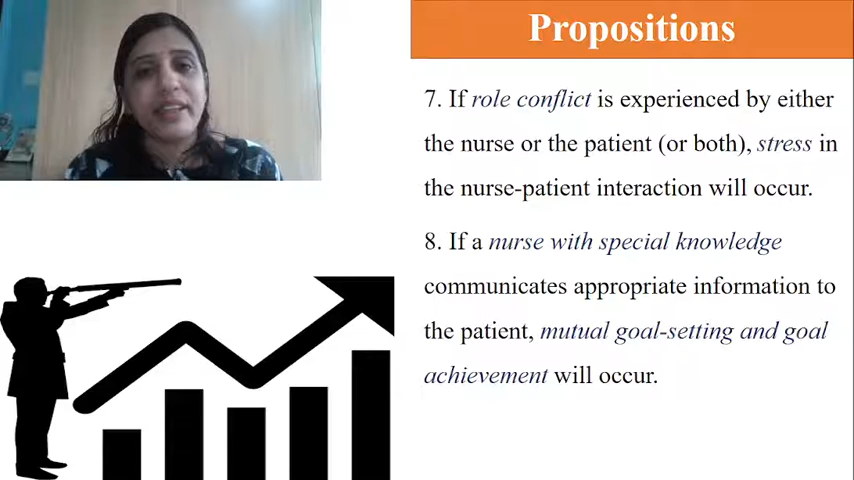 Propositions
7. If role conflict is experienced by either
the nurse or the patient (or both), stress in
the nurse-patient interaction will occur.
8. If a nurse with special knowledge
communicates appropriate information to
the patient, mutual goal-setting and goal
achievement will occur.